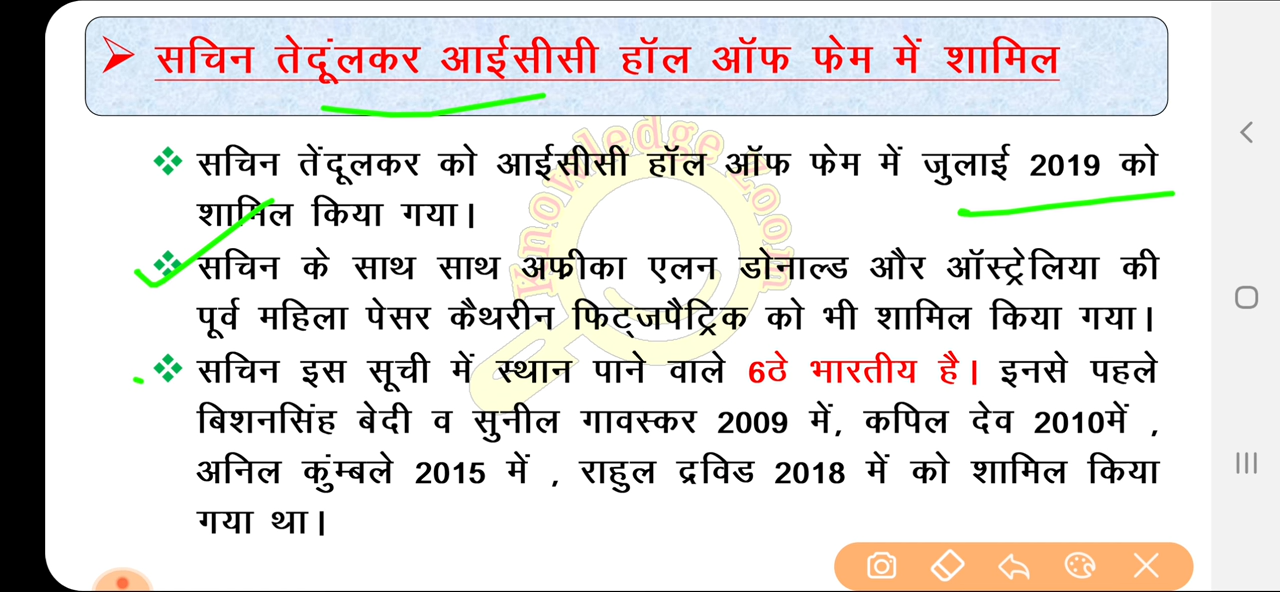 सचिन तेदूंलकर आईसीसी हॉल ऑफ फेम में शामिल
सचिन तेंदूलकर को आईसीसी हॉल ऑफ फेम में जुलाई 2019 को
शामिल किया गया।
सचिन के साथ साथ अफ्रीका एलन डोनाल्ड और ऑस्ट्रेलिया की
पूर्व महिला पेसर कैथरीन फिट्जपैट्रिक को भी शामिल किया गया।
सचिन इस सूची में स्थान पाने वाले 6ठे भारतीय है। इनसे पहले
बिशनसिंह बेदी व सुनील गावस्कर 2009 में, कपिल देव 2010में ,
अनिल कुंम्बले 2015 में , राहुल द्रविड 2018 में को शामिल किया
गया था।
Knowledge Loom